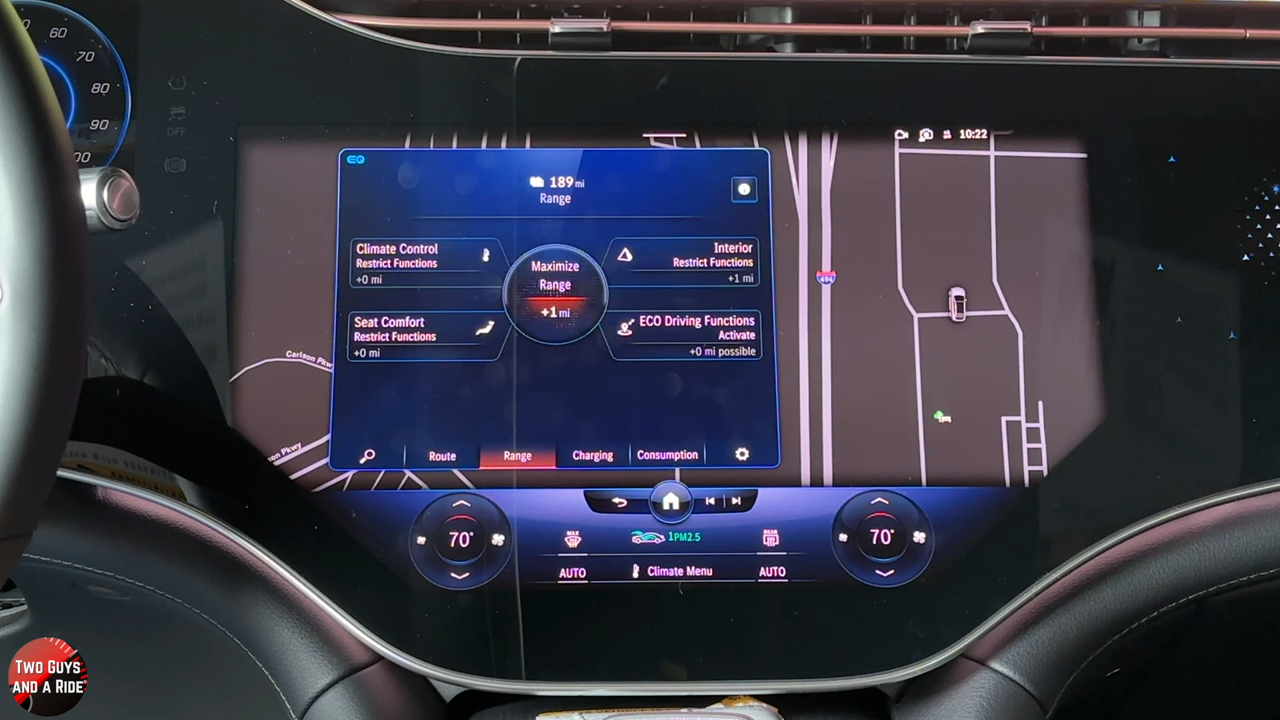 60
70
80
90
OFF
10:22
EQ
189 mi
Range
Climate Control
Restrict Functions
+0 mi
Interior
Restrict Functions
+1 mi
Maximize
Range
+1 mi
Seat Comfort
Restrict Functions
+0 mi
ECO Driving Functions
Activate
+0 mi possible
494
Carlson Pkwy
son Pkwy
Route
Range
Charging
Consumption
70°
MAX
1PM2.5
REAR
70°
AUTO
Climate Menu
AUTO
TWO GUYS
AND A RIDE